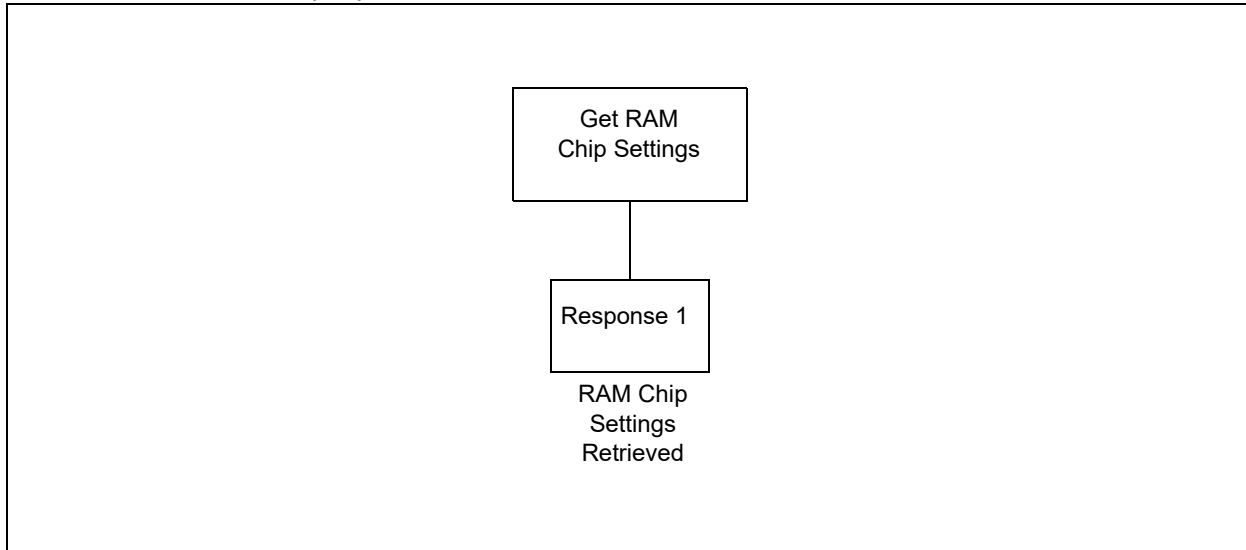 Get RAM
Chip Settings
Response 1
RAM Chip
Settings
Retrieved